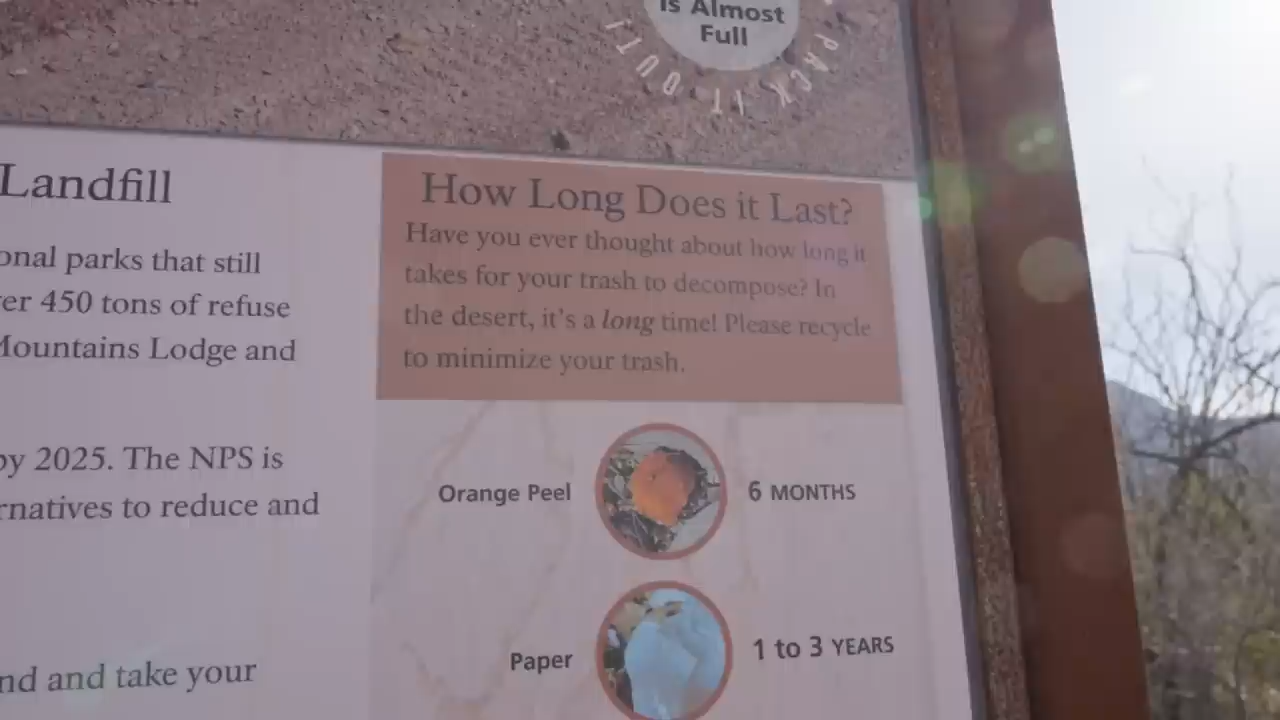 is Almost
Full
PACK IT OUT
Landfill
onal parks that still
er 450 tons of refuse
Mountains Lodge and
by 2025. The NPS is
rnatives to reduce and
nd and take your
How Long Does it Last?
Have you ever thought about how long it
takes for your trash to decompose? In
the desert, it's a long time! Please recycle
to minimize your trash.
Orange Peel 6 MONTHS
Paper 1 to 3 YEARS